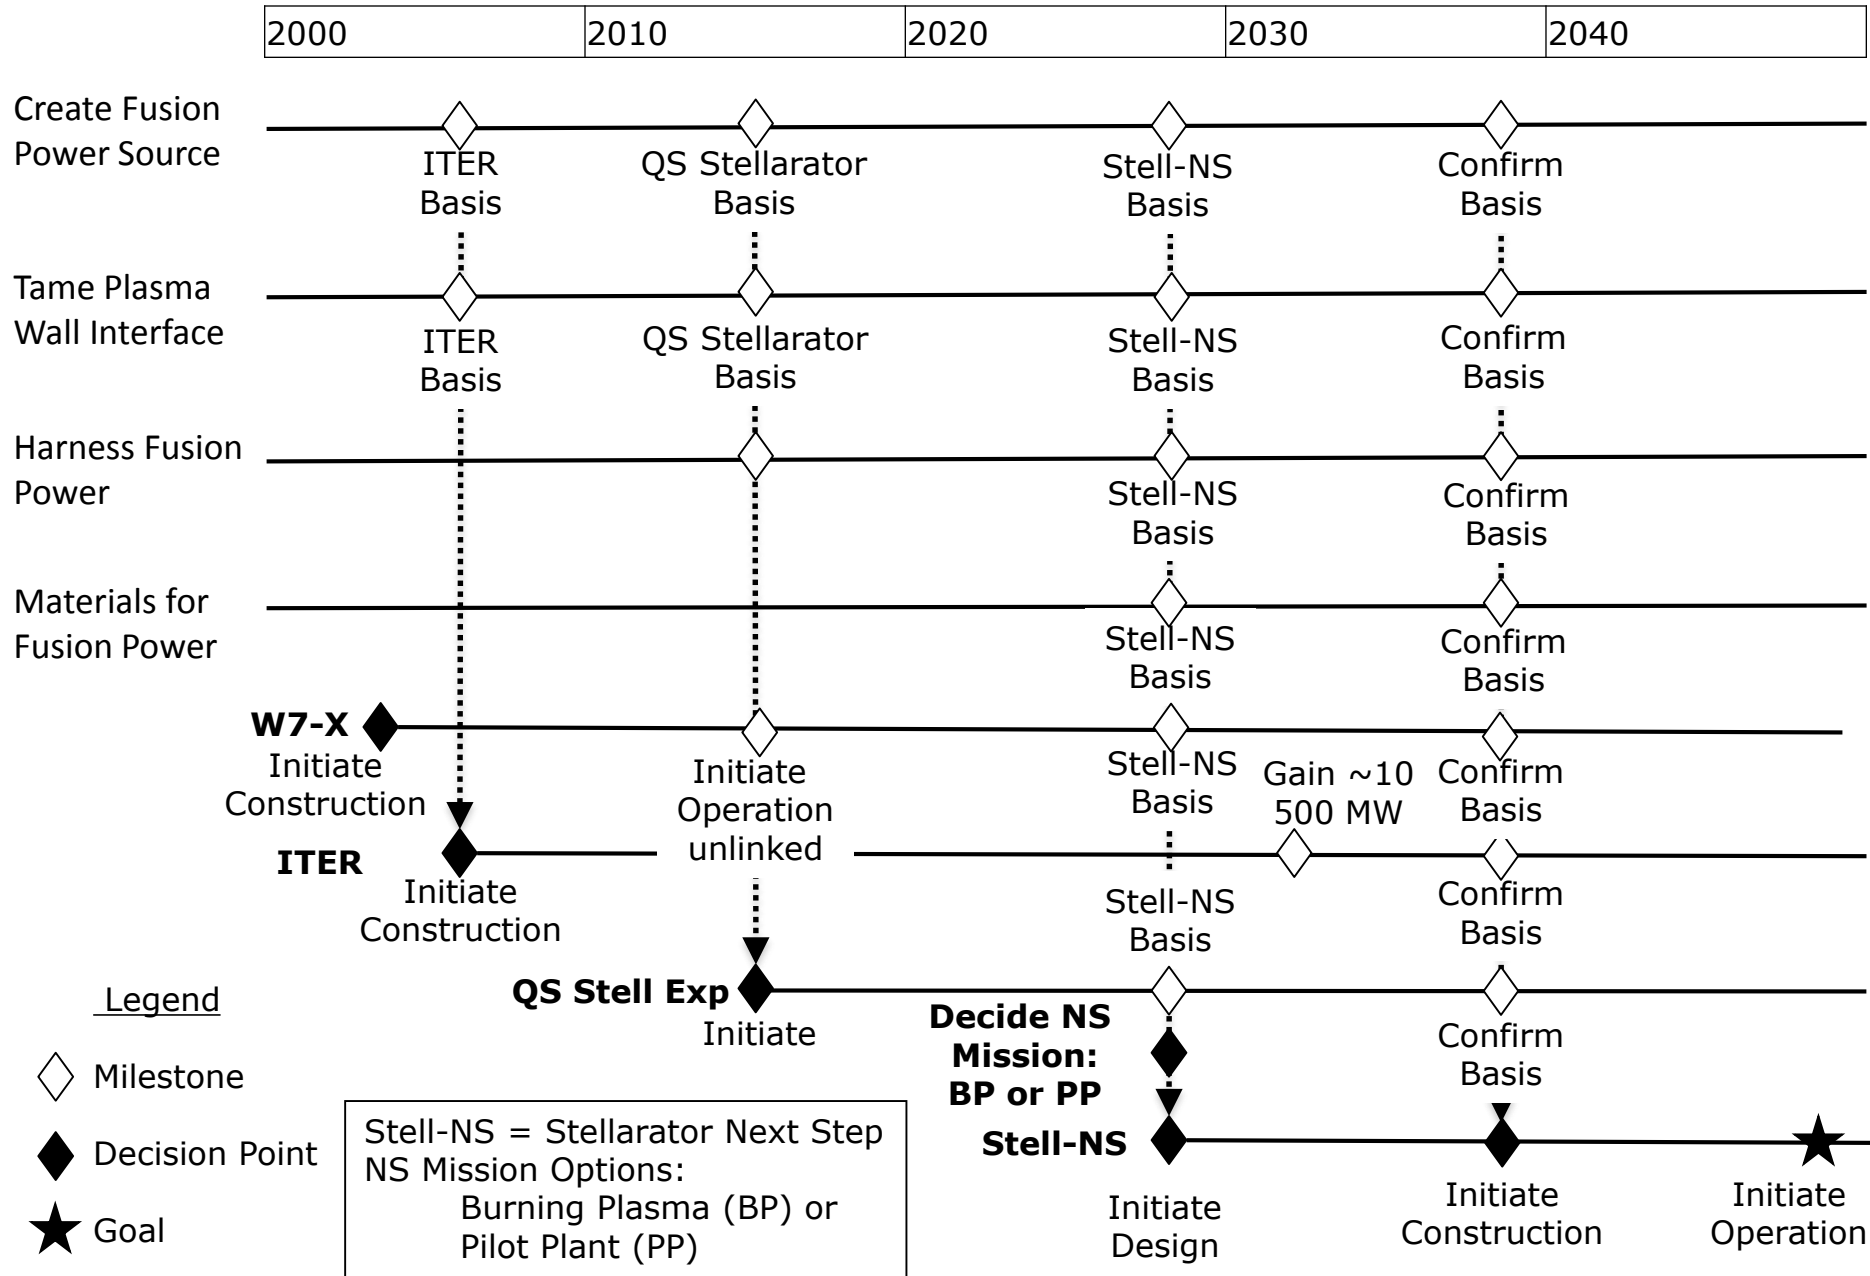 2000 2010 2020 2030 2040
Create Fusion
Power Source
ITER
Basis
QS Stellarator
Basis
Stell-NS
Basis
Confirm
Basis
Tame Plasma
Wall Interface
ITER
Basis
QS Stellarator
Basis
Stell-NS
Basis
Confirm
Basis
Harness Fusion
Power
Stell-NS
Basis
Confirm
Basis
Materials for
Fusion Power
Stell-NS
Basis
Confirm
Basis
W7-X
Initiate
Construction
Initiate
Operation
unlinked
Stell-NS
Basis
Gain ~10
500 MW
Confirm
Basis
ITER
Initiate
Construction
Stell-NS
Basis
Confirm
Basis
QS Stell Exp
Initiate
Decide NS
Mission:
BP or PP
Confirm
Basis
Stell-NS
Initiate
Design
Initiate
Construction
Initiate
Operation
Legend
Milestone
Decision Point
Goal
Stell-NS = Stellarator Next Step
NS Mission Options:
Burning Plasma (BP) or
Pilot Plant (PP)